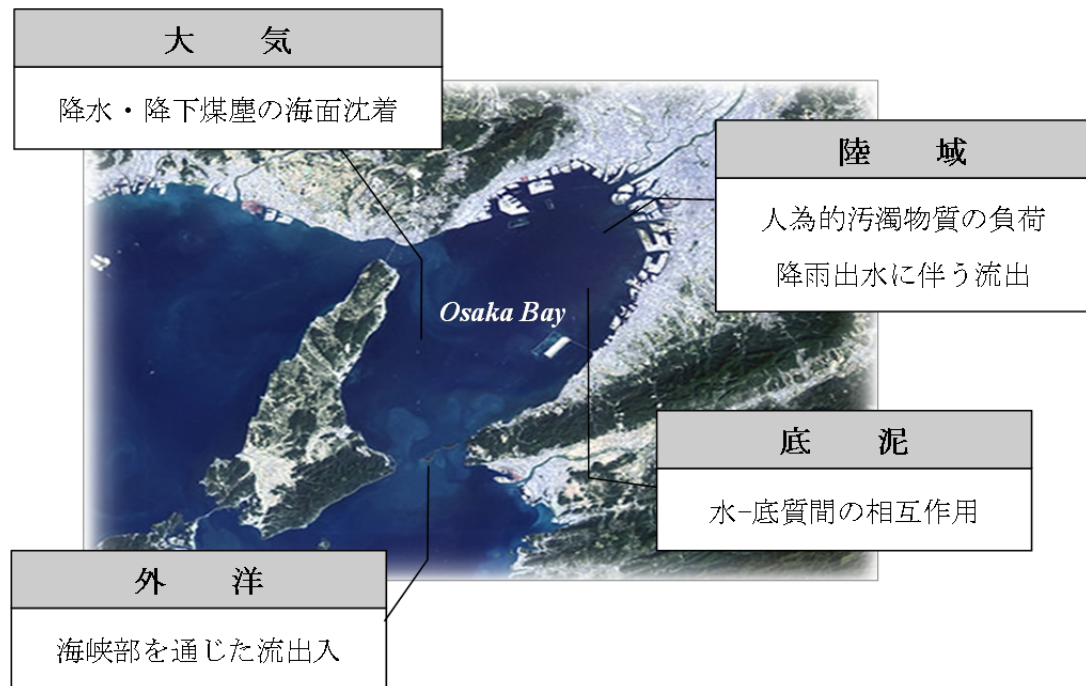 大　気
降水・降下煤塵の海面沈着
陸　域
人為的汚濁物質の負荷
降雨出水に伴う流出
Osaka Bay
底　泥
水-底質間の相互作用
外　洋
海峡部を通じた流出入